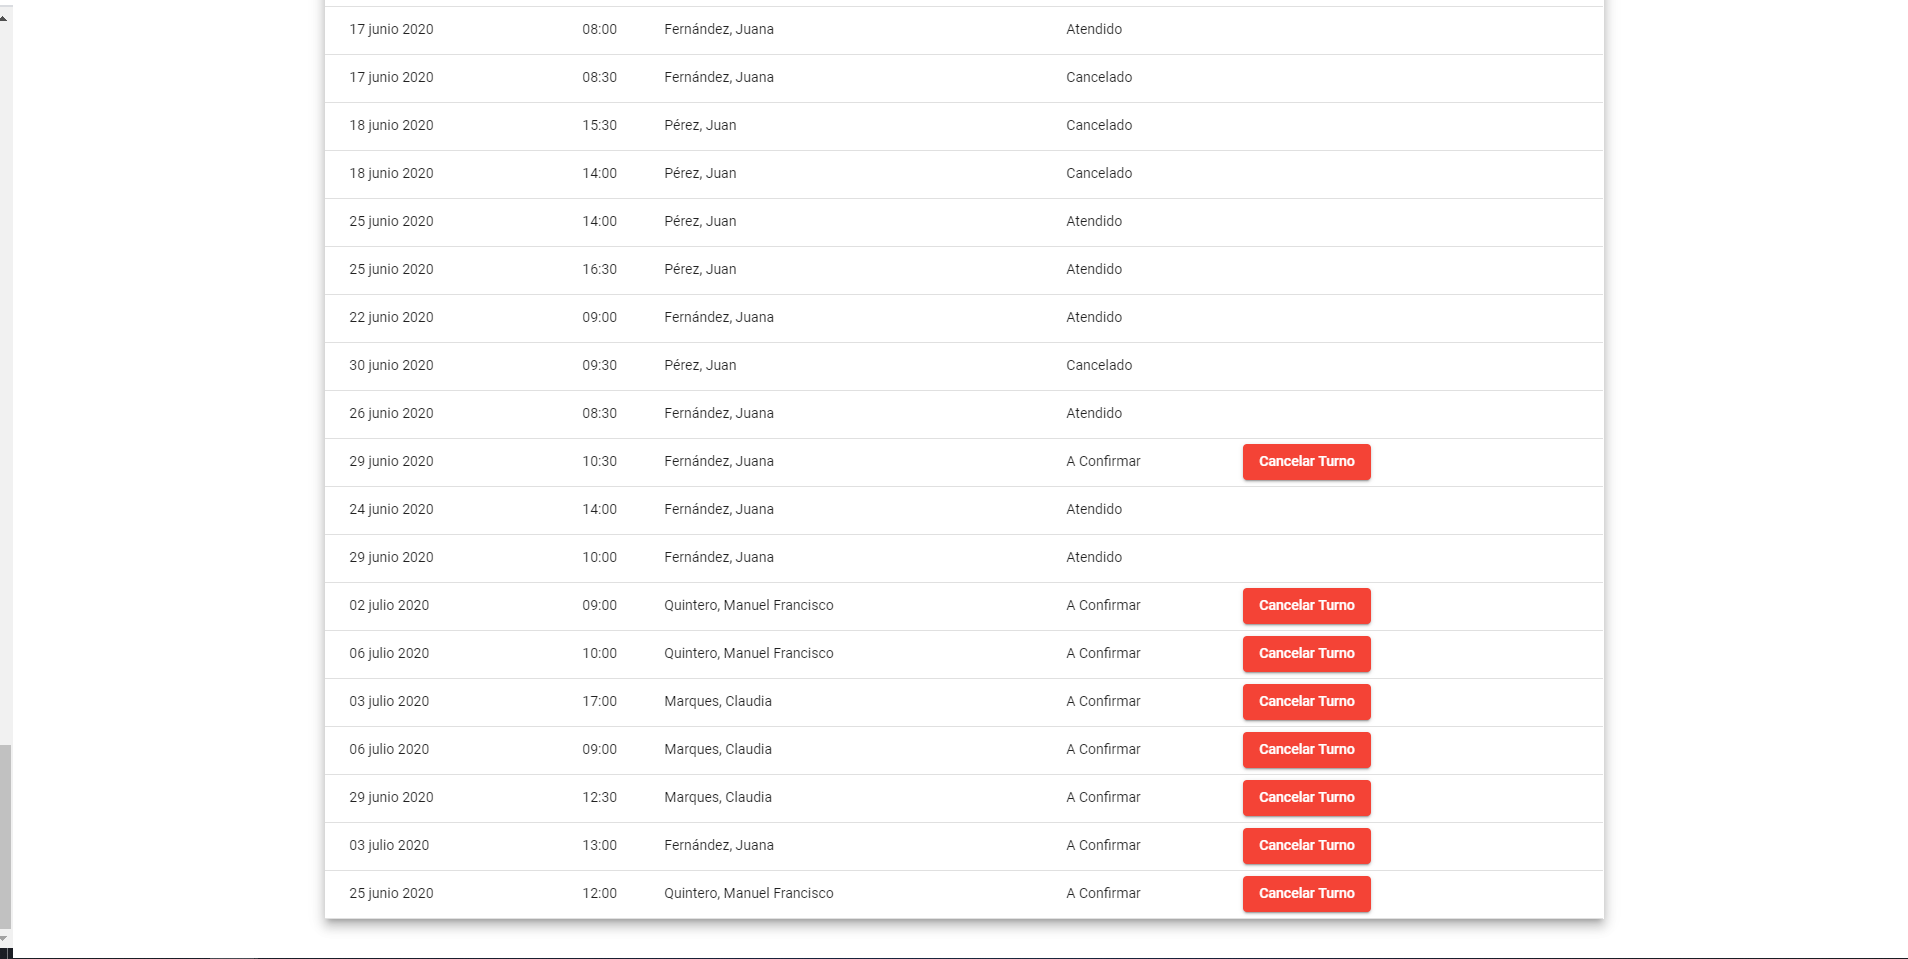 17 junio 2020 08:00 Fernández, Juana Atendido
17 junio 2020 08:30 Fernández, Juana Cancelado
18 junio 2020 15:30 Pérez, Juan Cancelado
18 junio 2020 14:00 Pérez, Juan Cancelado
25 junio 2020 14:00 Pérez, Juan Atendido
25 junio 2020 16:30 Pérez, Juan Atendido
22 junio 2020 09:00 Fernández, Juana Atendido
30 junio 2020 09:30 Pérez, Juan Cancelado
26 junio 2020 08:30 Fernández, Juana Atendido
29 junio 2020 10:30 Fernández, Juana A Confirmar Cancelar Turno
24 junio 2020 14:00 Fernández, Juana Atendido
29 junio 2020 10:00 Fernández, Juana Atendido
02 julio 2020 09:00 Quintero, Manuel Francisco A Confirmar Cancelar Turno
06 julio 2020 10:00 Quintero, Manuel Francisco A Confirmar Cancelar Turno
03 julio 2020 17:00 Marques, Claudia A Confirmar Cancelar Turno
06 julio 2020 09:00 Marques, Claudia A Confirmar Cancelar Turno
29 junio 2020 12:30 Marques, Claudia A Confirmar Cancelar Turno
03 julio 2020 13:00 Fernández, Juana A Confirmar Cancelar Turno
25 junio 2020 12:00 Quintero, Manuel Francisco A Confirmar Cancelar Turno